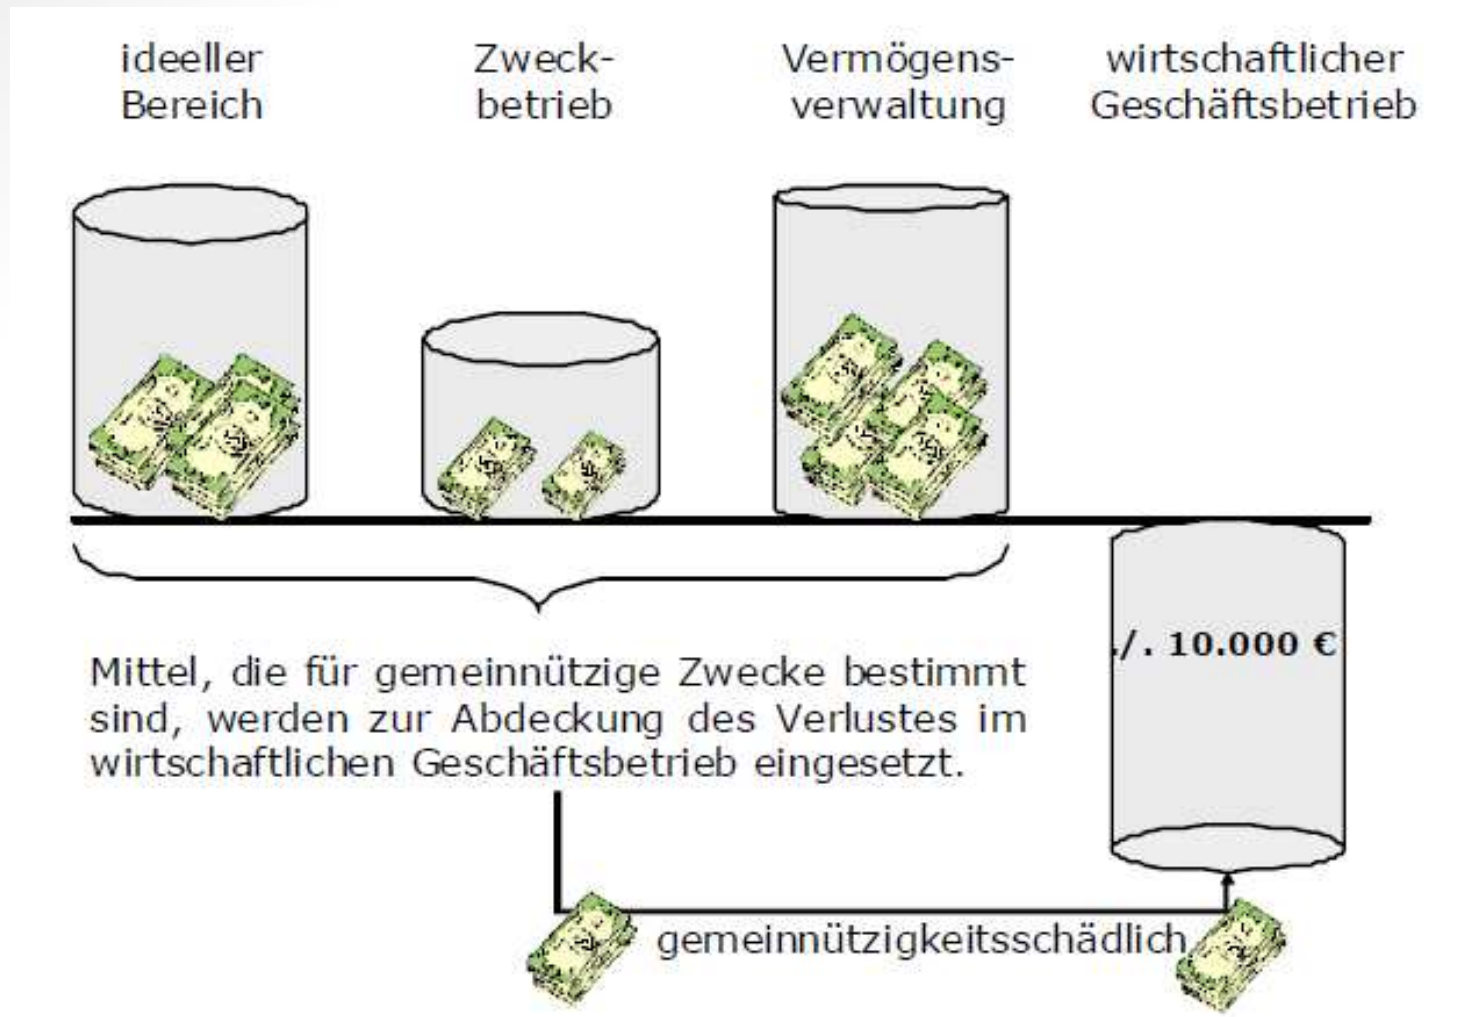 ideeller
Bereich
Zweck-
betrieb
Vermögens-
verwaltung
wirtschaftlicher
Geschäftsbetrieb
./. 10.000 €
Mittel, die für gemeinnützige Zwecke bestimmt
sind, werden zur Abdeckung des Verlustes im
wirtschaftlichen Geschäftsbetrieb eingesetzt.
gemeinnützigkeitsschädlich